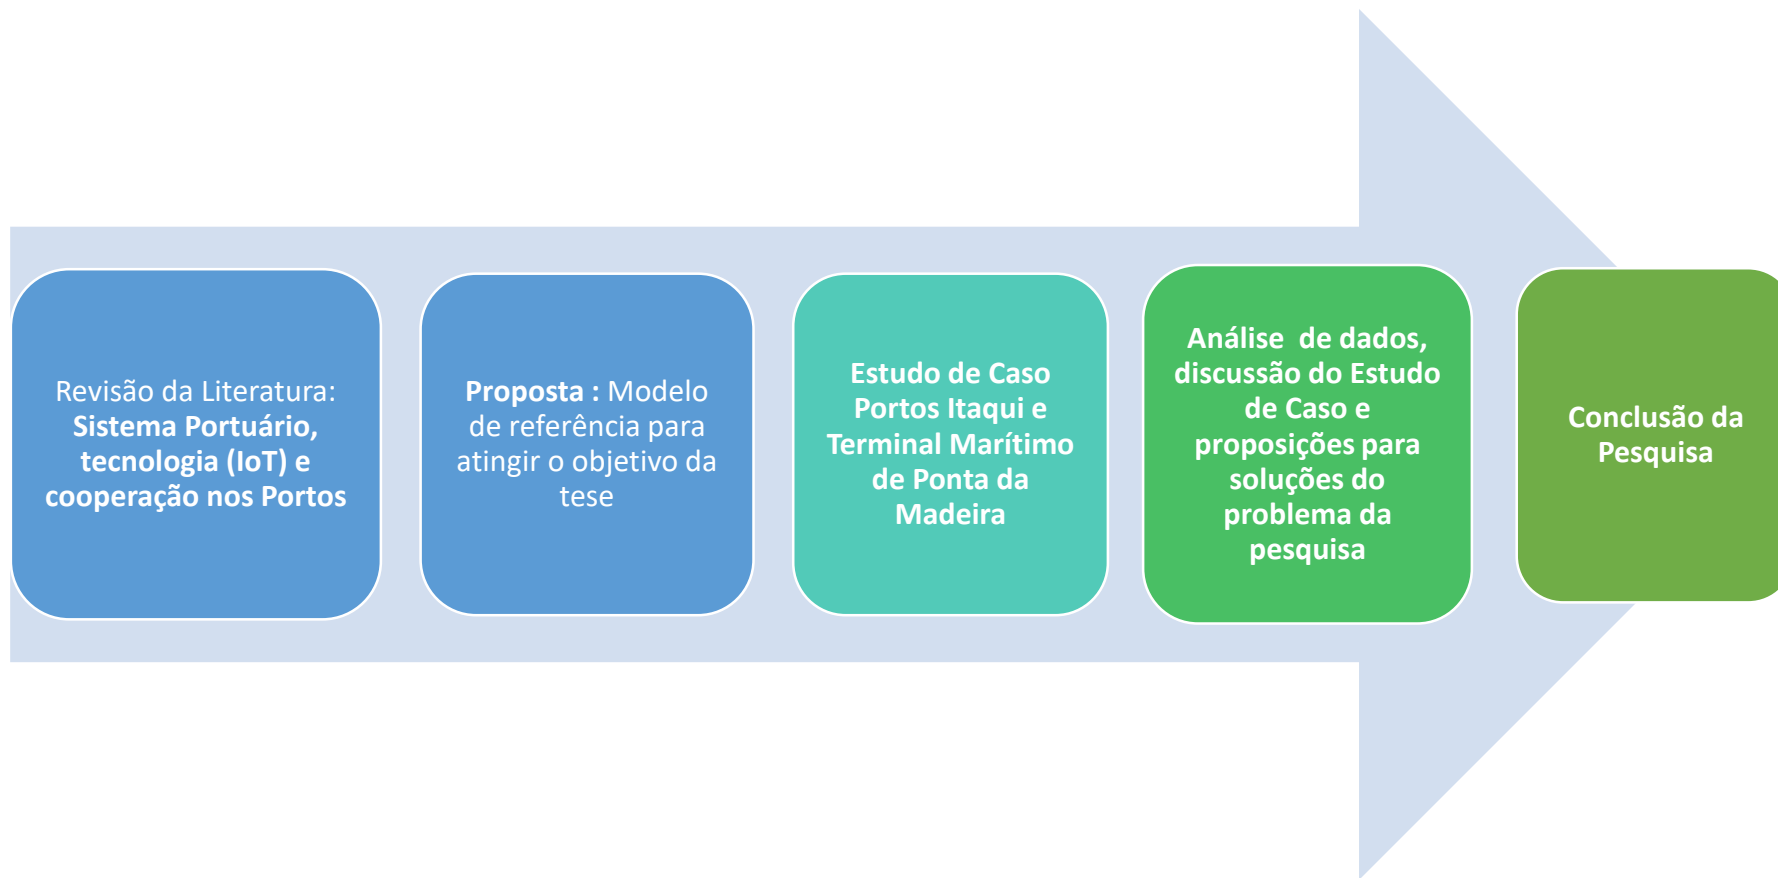 Revisão da Literatura:
Sistema Portuário,
tecnologia (IoT) e
cooperação nos Portos
Proposta : Modelo
de referência para
atingir o objetivo da
tese
Estudo de Caso
Portos Itaqui e
Terminal Marítimo
de Ponta da
Madeira
Análise  de dados,
discussão do Estudo
de Caso e
proposições para
soluções do
problema da
pesquisa
Conclusão da
Pesquisa